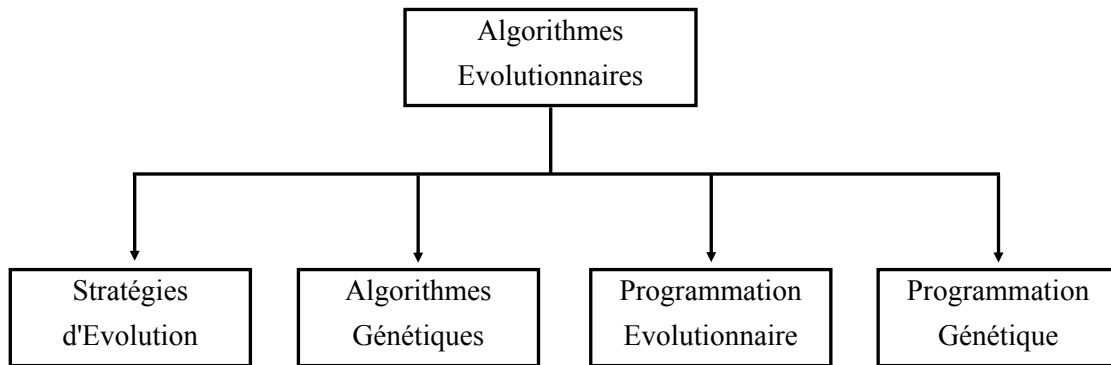 Algorithmes
Evolutionnaires
Stratégies
d'Evolution
Algorithmes
Génétiques
Programmation
Evolutionnaire
Programmation
Génétique